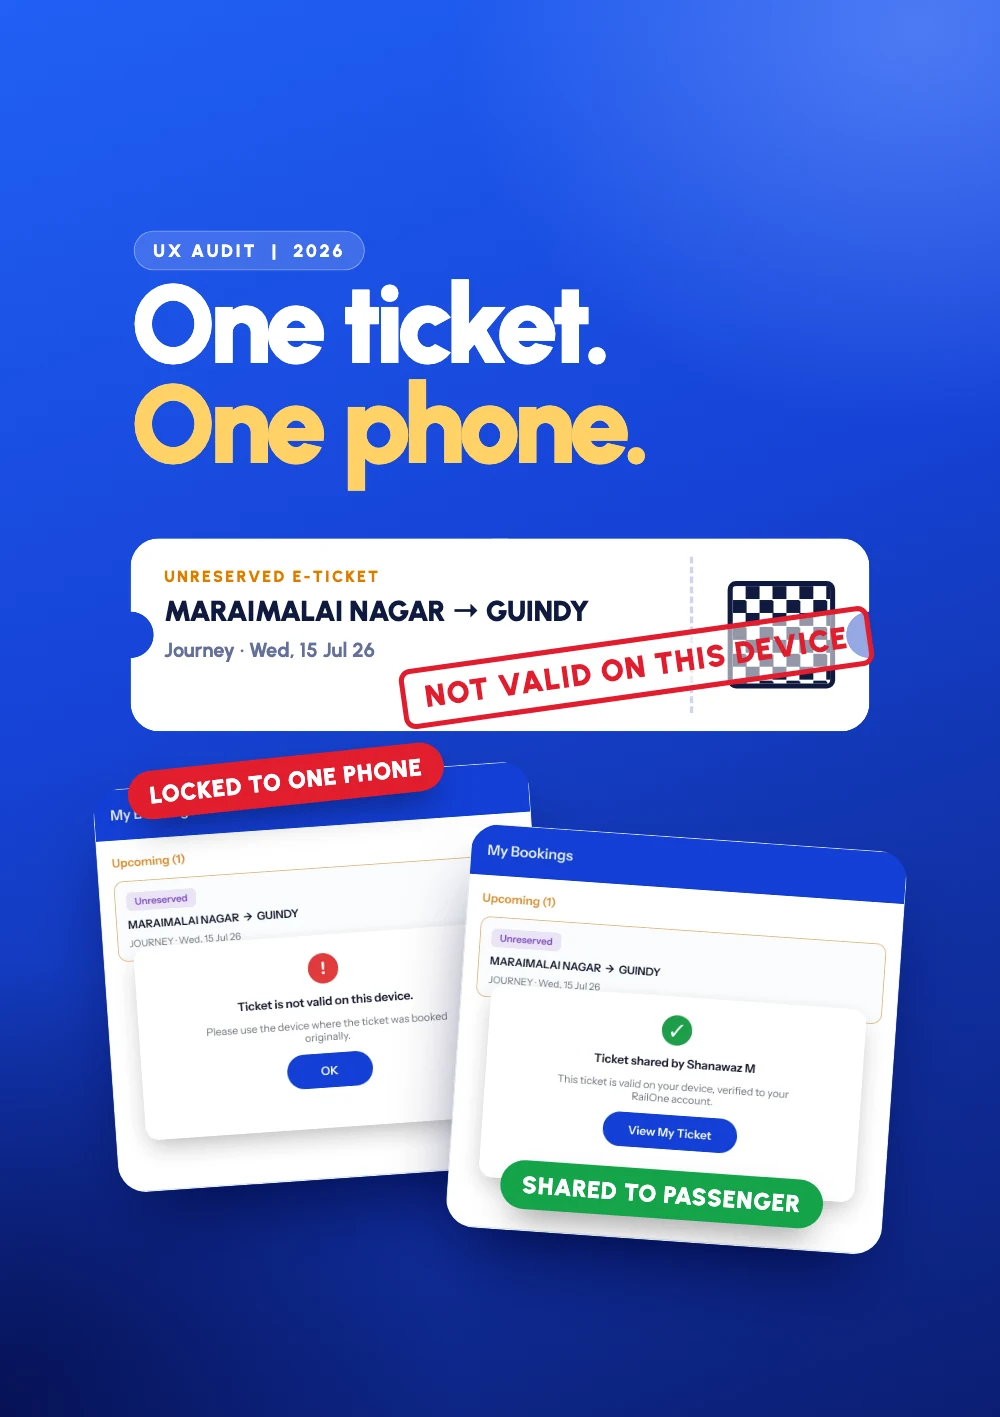 UX AUDIT | 2026
One ticket.
One phone.
UNRESERVED E-TICKET
MARAIMALAI NAGAR → GUINDY
Journey · Wed, 15 Jul 26
NOT VALID ON THIS DEVICE
LOCKED TO ONE PHONE
My
Upcoming (1)
Unreserved
MARAIMALAI NAGAR → GUINDY
JOURNEY · Wed, 15 Jul 26
!
Ticket is not valid on this device.
Please use the device where the ticket was booked
originally.
OK
My Bookings
Upcoming (1)
Unreserved
MARAIMALAI NAGAR → GUINDY
JOURNEY · Wed, 15 Jul 26
✓
Ticket shared by Shanawaz M
This ticket is valid on your device, verified to your
RailOne account.
View My Ticket
SHARED TO PASSENGER